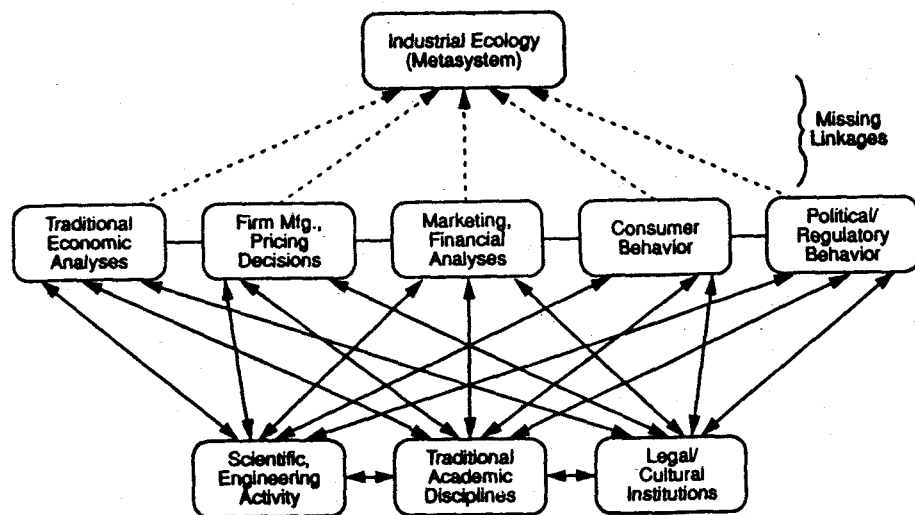 Industrial Ecology
(Metasystem)
Missing
Linkages
Traditional
Economic
Analyses
Firm Mfg.,
Pricing
Decisions
Marketing,
Financial
Analyses
Consumer
Behavior
Political/
Regulatory
Behavior
Scientific,
Engineering
Activity
Traditional
Academic
Disciplines
Legal/
Cultural
Institutions